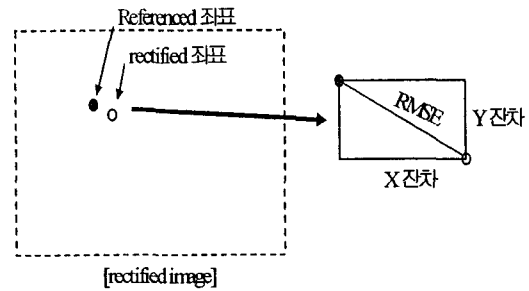 Referenced 좌표
rectified 좌표
RMSE
Y 잔차
X 잔차
[rectified image]